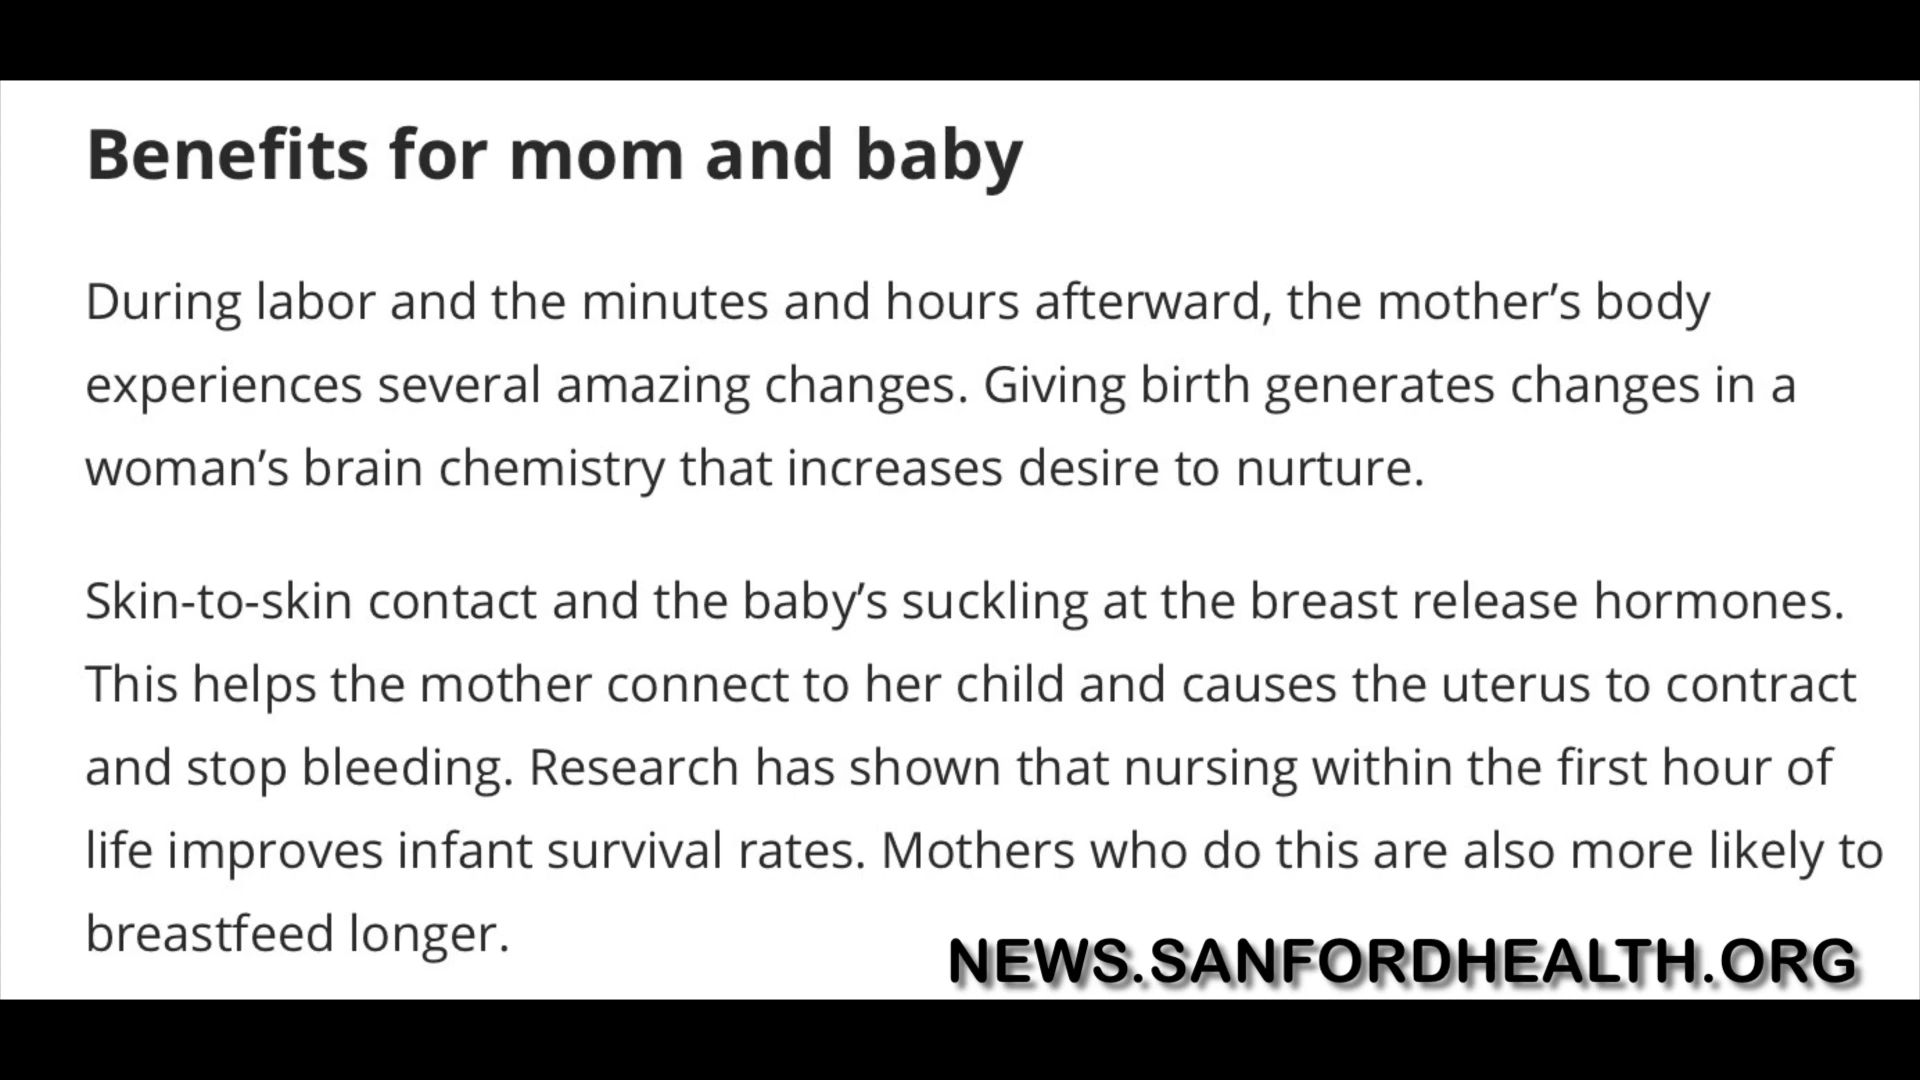 Benefits for mom and baby
During labor and the minutes and hours afterward, the mother’s body
experiences several amazing changes. Giving birth generates changes in a
woman’s brain chemistry that increases desire to nurture.
Skin-to-skin contact and the baby’s suckling at the breast release hormones.
This helps the mother connect to her child and causes the uterus to contract
and stop bleeding. Research has shown that nursing within the first hour of
life improves infant survival rates. Mothers who do this are also more likely to
breastfeed longer.
NEWS.SANFORDHEALTH.ORG